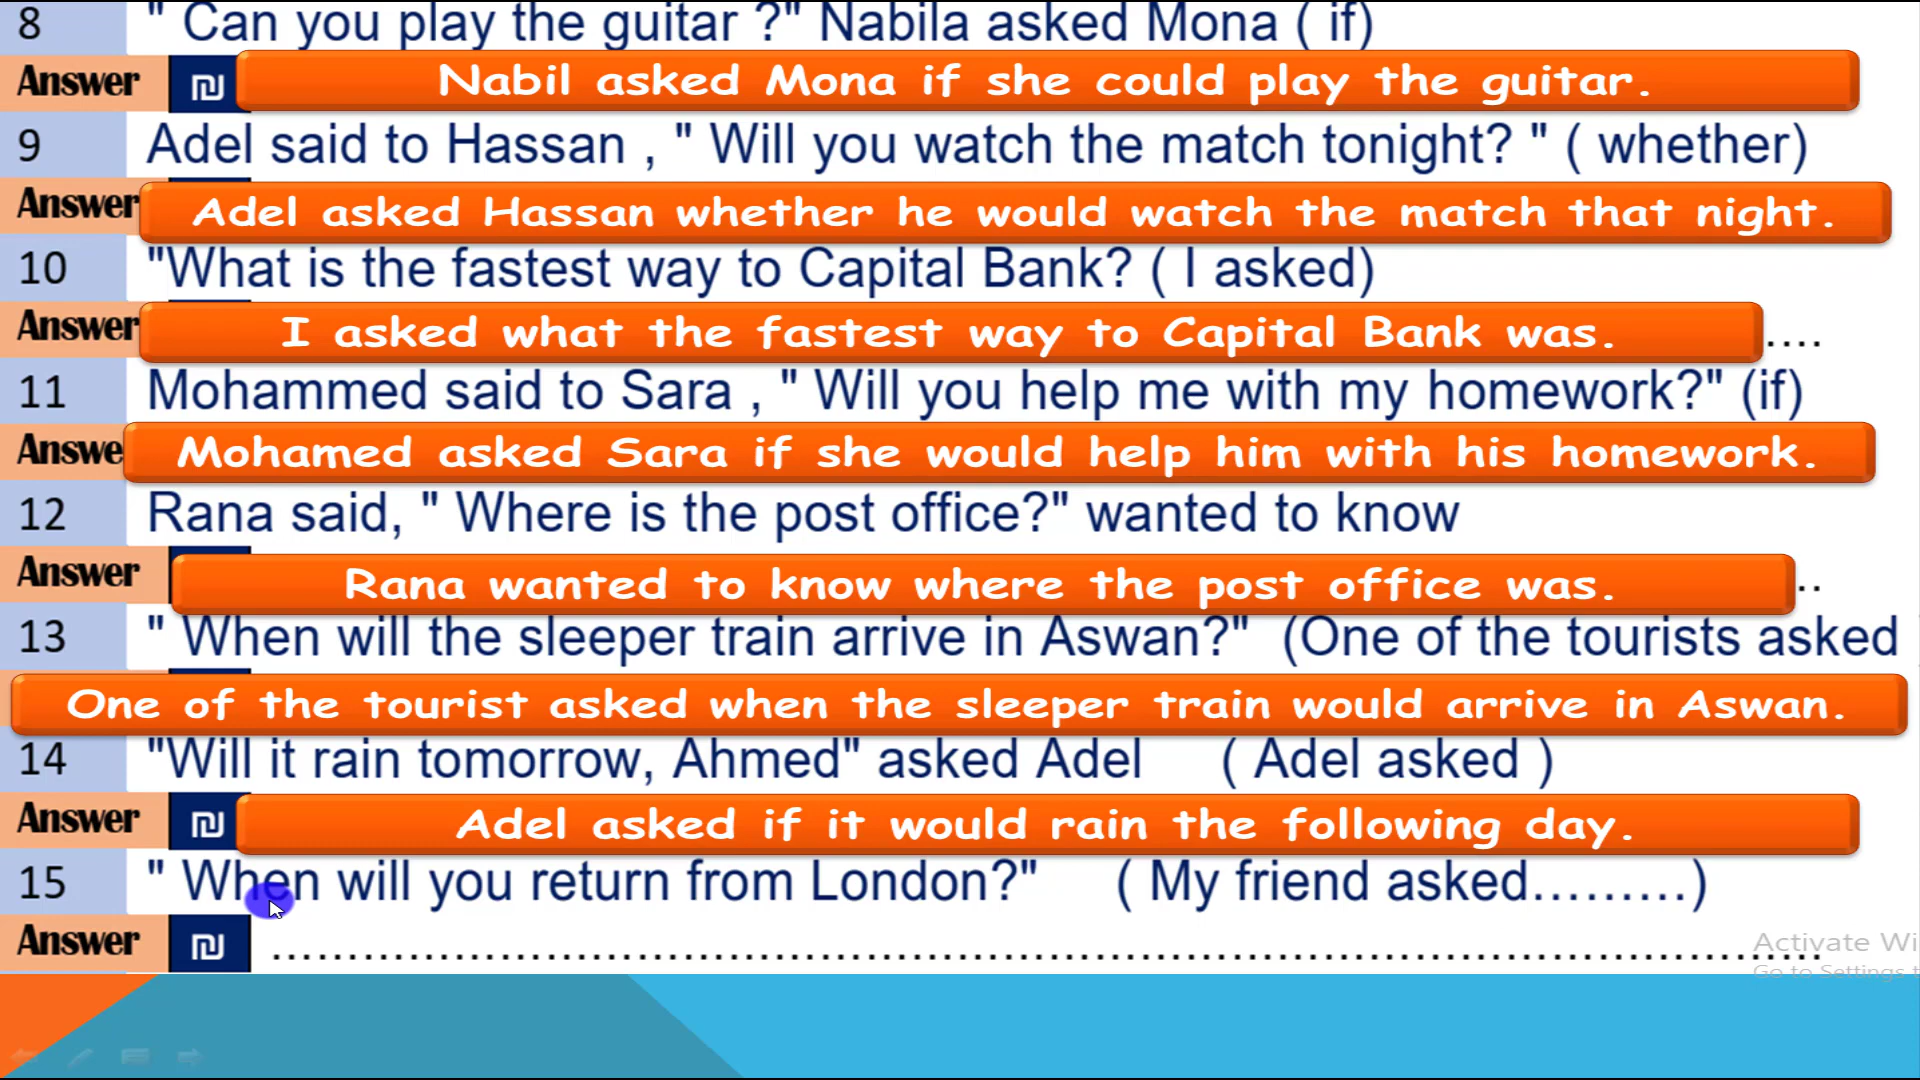 8 " Can you play the guitar ?" Nabila asked Mona ( if)
Answer ₪ Nabil asked Mona if she could play the guitar.
9 Adel said to Hassan , " Will you watch the match tonight? " ( whether)
Answer Adel asked Hassan whether he would watch the match that night.
10 "What is the fastest way to Capital Bank? ( I asked)
Answer I asked what the fastest way to Capital Bank was. ....
11 Mohammed said to Sara , " Will you help me with my homework?" (if)
Answe Mohamed asked Sara if she would help him with his homework.
12 Rana said, " Where is the post office?" wanted to know
Answer Rana wanted to know where the post office was. ..
13 " When will the sleeper train arrive in Aswan?" (One of the tourists asked
One of the tourist asked when the sleeper train would arrive in Aswan.
14 "Will it rain tomorrow, Ahmed" asked Adel ( Adel asked )
Answer ₪ Adel asked if it would rain the following day.
15 " When will you return from London?" ( My friend asked.........)
Answer ₪ ........................................................................................................
Activate Wi
Go to Settings t